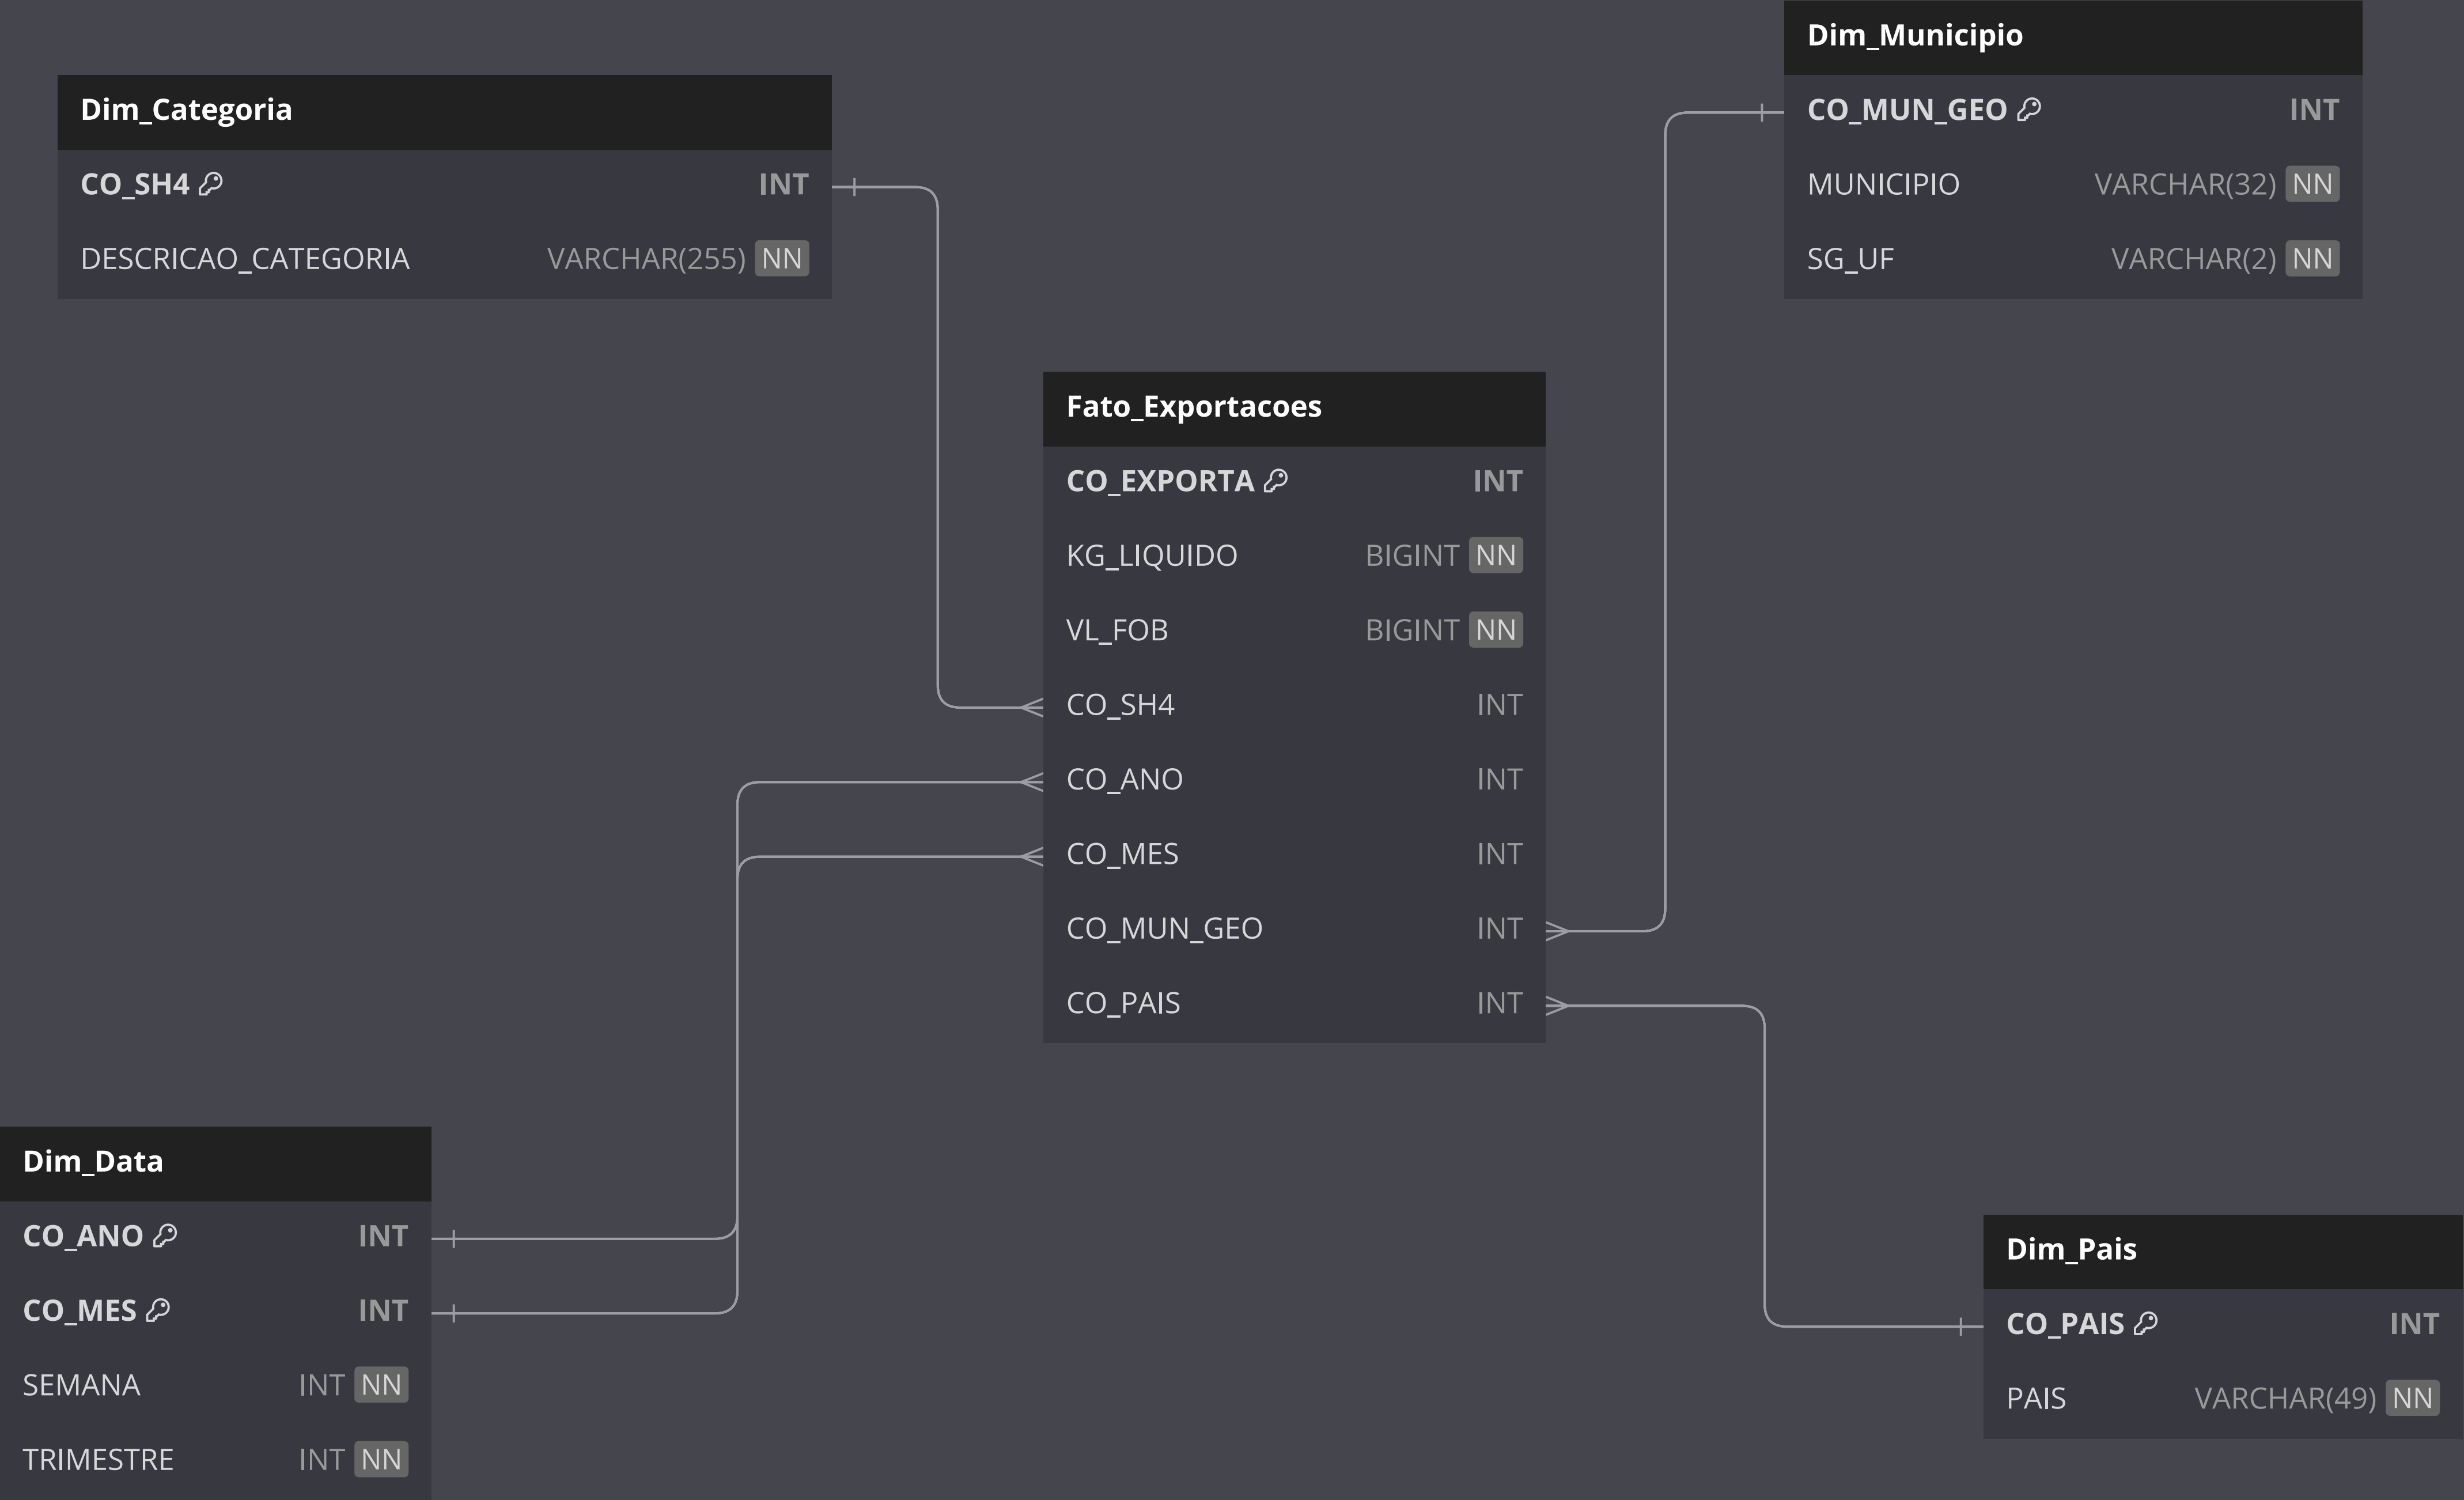 Dim_Categoria
CO_SH4 INT
DESCRICAO_CATEGORIA VARCHAR(255) NN
Dim_Municipio
CO_MUN_GEO INT
MUNICIPIO VARCHAR(32) NN
SG_UF VARCHAR(2) NN
Fato_Exportacoes
CO_EXPORTA INT
KG_LIQUIDO BIGINT NN
VL_FOB BIGINT NN
CO_SH4 INT
CO_ANO INT
CO_MES INT
CO_MUN_GEO INT
CO_PAIS INT
Dim_Data
CO_ANO INT
CO_MES INT
SEMANA INT NN
TRIMESTRE INT NN
Dim_Pais
CO_PAIS INT
PAIS VARCHAR(49) NN